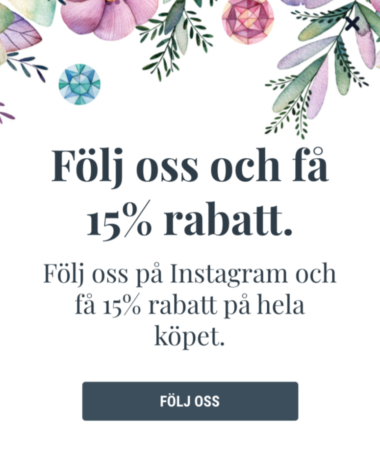 Följ oss och få
15% rabatt.
Följ oss på Instagram och
få 15% rabatt på hela
köpet.
FÖLJ OSS